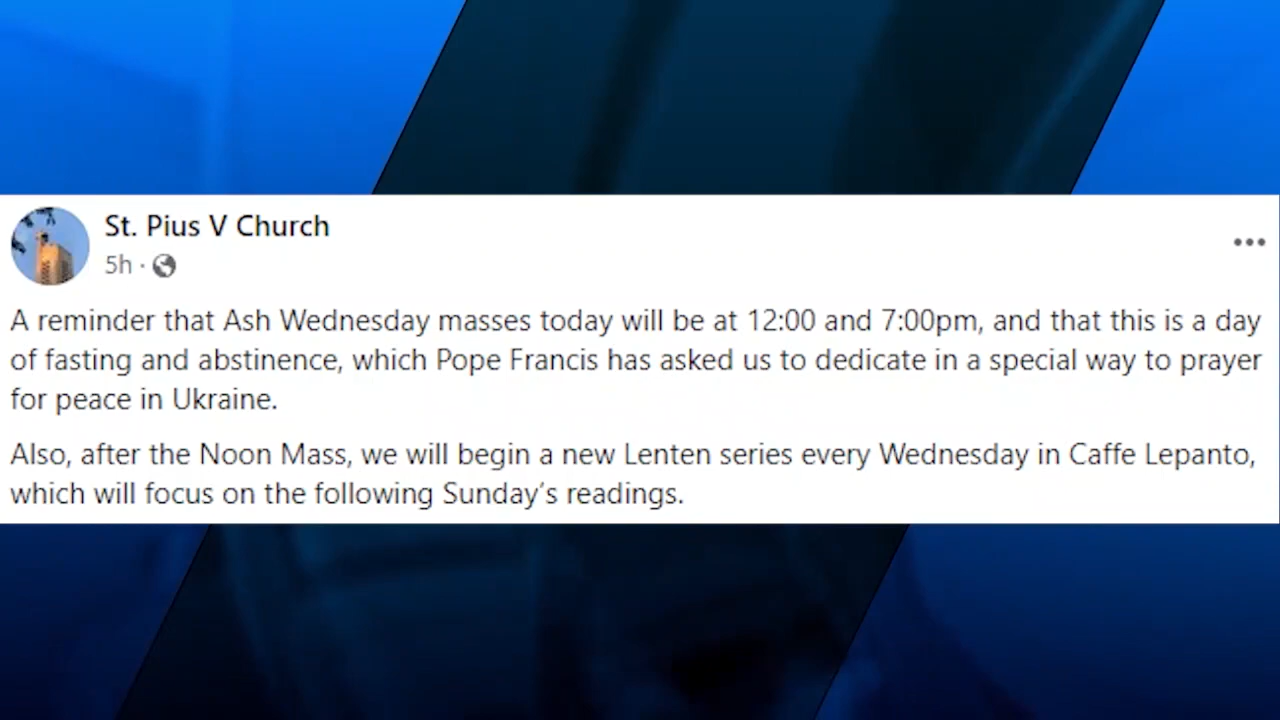 St. Pius V Church
5h ·
A reminder that Ash Wednesday masses today will be at 12:00 and 7:00pm, and that this is a day
of fasting and abstinence, which Pope Francis has asked us to dedicate in a special way to prayer
for peace in Ukraine.
Also, after the Noon Mass, we will begin a new Lenten series every Wednesday in Caffe Lepanto,
which will focus on the following Sunday's readings.